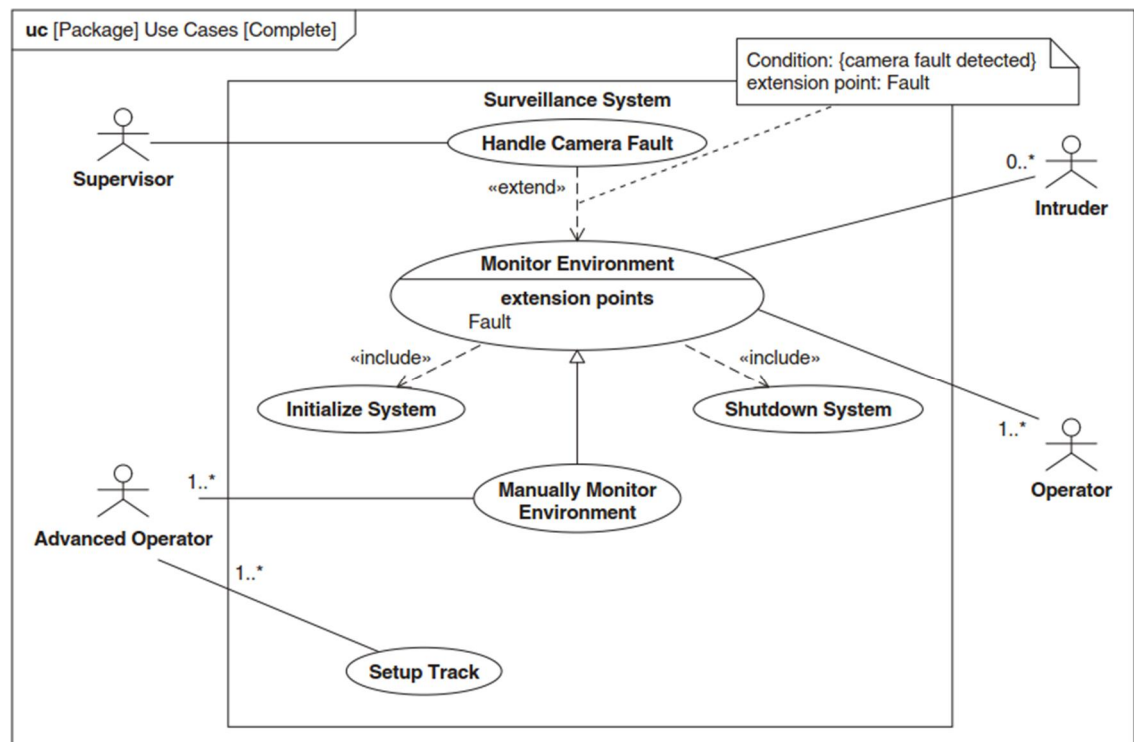 uc [Package] Use Cases [Complete]
Condition: {camera fault detected}
extension point: Fault
Surveillance System
Handle Camera Fault
Supervisor
«extend»
0..*
Intruder
Monitor Environment
extension points
Fault
«include»
«include»
Initialize System
Shutdown System
1..*
Operator
1..*
Manually Monitor
Environment
Advanced Operator
1..*
Setup Track